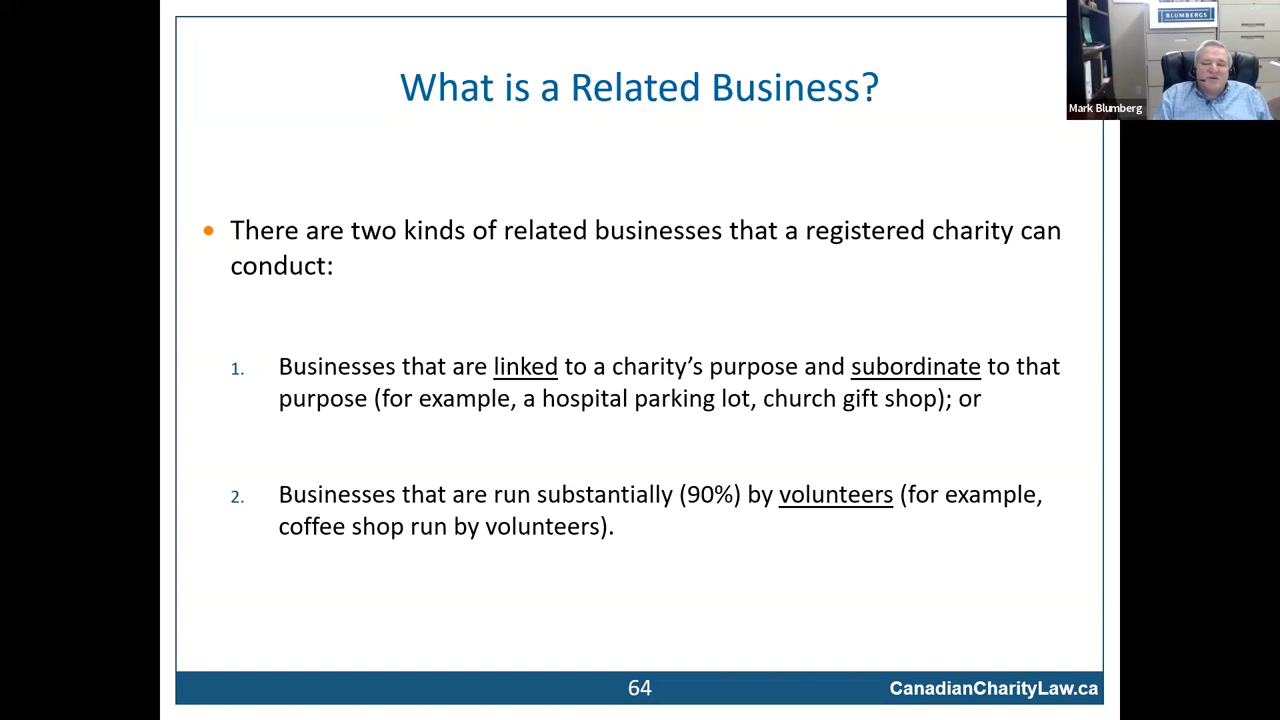 BLUMBERGS
Mark Blumberg
What is a Related Business?
• There are two kinds of related businesses that a registered charity can
conduct:
1. Businesses that are linked to a charity’s purpose and subordinate to that
purpose (for example, a hospital parking lot, church gift shop); or
2. Businesses that are run substantially (90%) by volunteers (for example,
coffee shop run by volunteers).
64
CanadianCharityLaw.ca